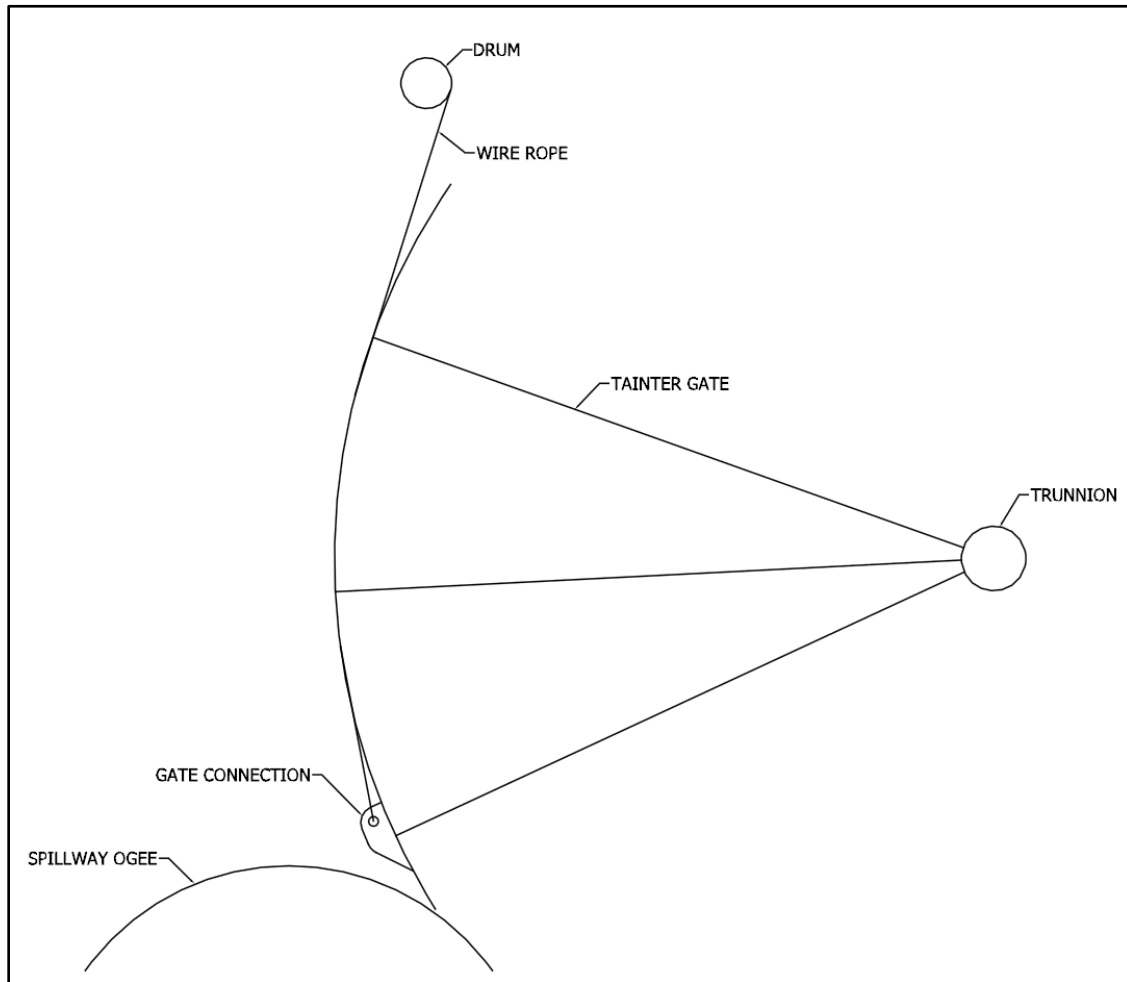 DRUM
WIRE ROPE
TAINTER GATE
TRUNNION
GATE CONNECTION
SPILLWAY OGEE